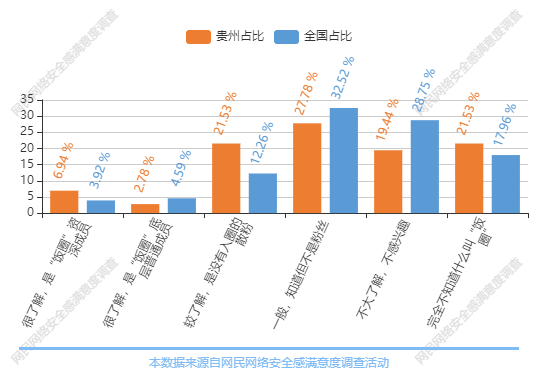 网民网络安全感满意度调查
网民网络安全感满意度调查
贵州占比
全国占比
35
30
25
20
15
10
5
0
6.94 %
3.92 %
2.78 %
4.59 %
21.53 %
12.26 %
27.78 %
32.52 %
19.44 %
28.75 %
21.53 %
17.96 %
很了解，是“饭圈”资
深成员
很了解，是“饭圈”底
层普通成员
较了解，是没有入圈的
散粉
一般，知道但不是粉丝
不大了解，不感兴趣
完全不知道什么叫“饭
圈”
网民网络安全感满意度调查
网民网络安全感满意度调查
本数据来源自网民网络安全感满意度调查活动